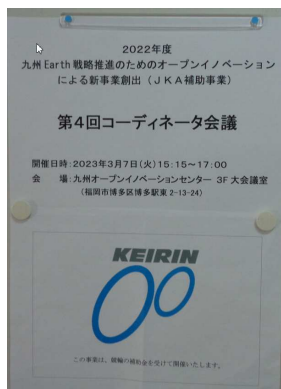 2022年度
九州 Earth 戦略推進のためのオープンイノベーション
による新事業創出（ＪＫＡ補助事業）
第４回コーディネータ会議
開催日時：2023年3月7日(火)15：15～17：00
会　　場：九州オープンイノベーションセンター 3F 大会議室
（福岡市博多区博多駅東 2-13-24）
KEIRIN
この事業は、競輪の補助金を受けて開催いたします。